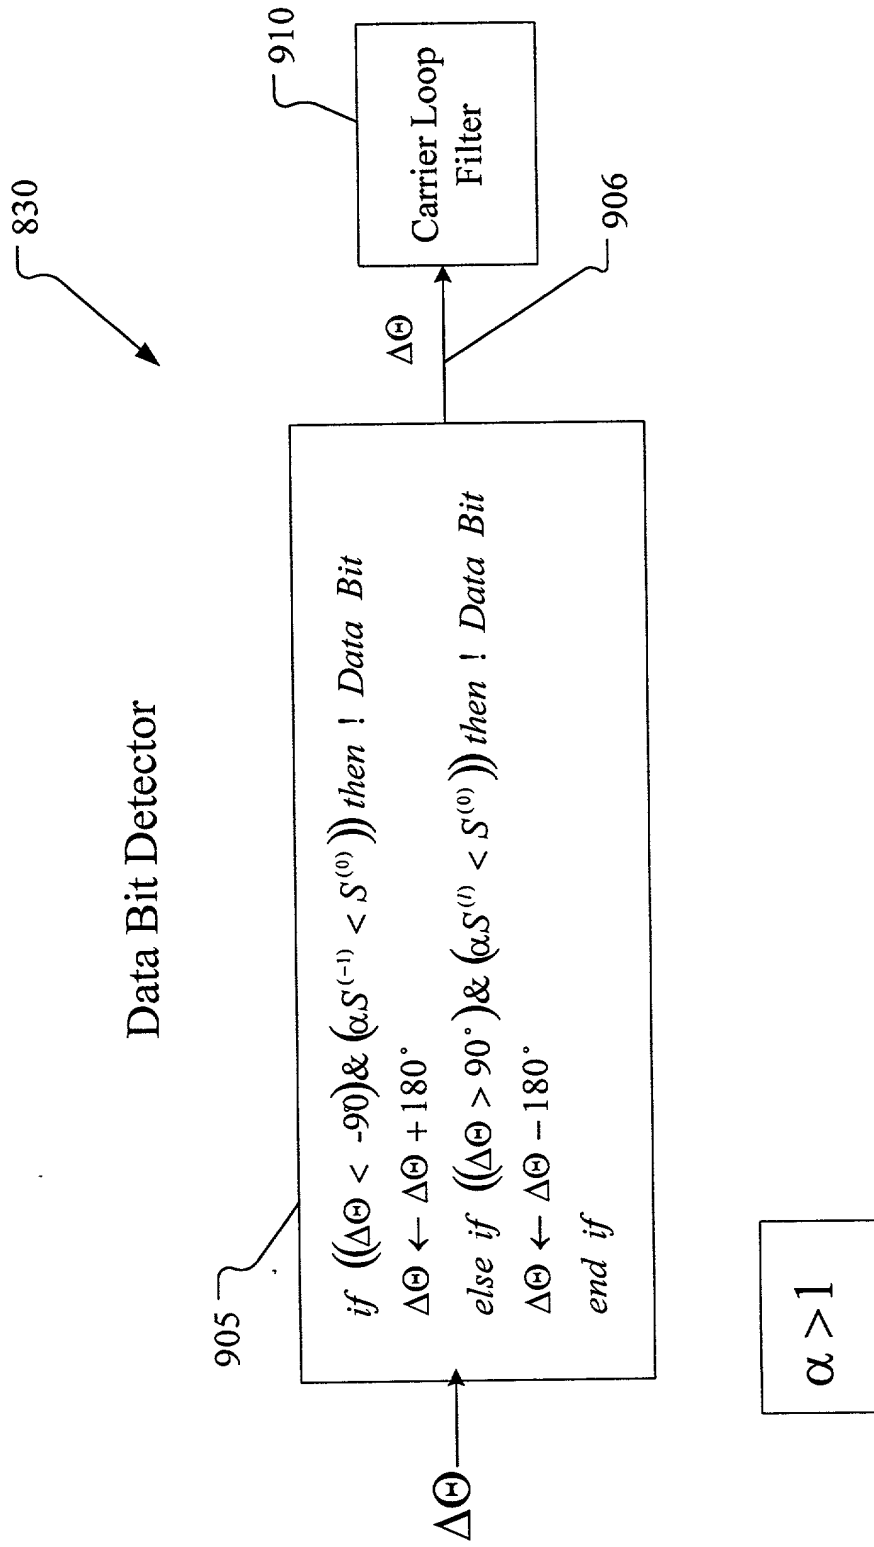 Data Bit Detector
830
905
if ((ΔΘ < -90)& (αS^(-1) < S^(0))) then ! Data Bit
ΔΘ ← ΔΘ +180°
else if ((ΔΘ > 90°)& (αS^(l) < S^(0))) then ! Data Bit
ΔΘ ← ΔΘ −180°
end if
ΔΘ
ΔΘ
906
910
Carrier Loop
Filter
α >1